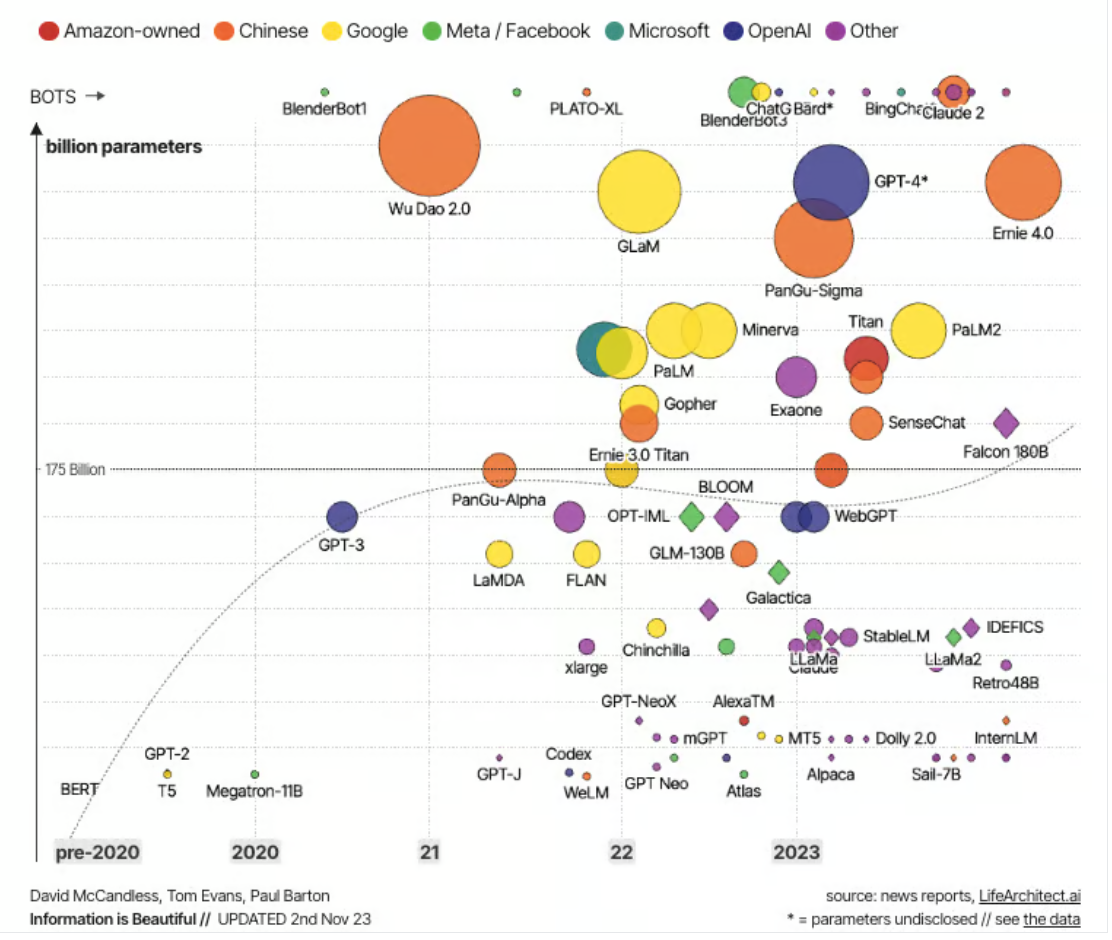 Amazon-owned Chinese Google Meta / Facebook Microsoft OpenAI Other
BOTS →
BlenderBot1
PLATO-XL
BlenderBot3
ChatG
Bard*
BingCha
Claude 2
billion parameters
Wu Dao 2.0
GLaM
GPT-4*
Ernie 4.0
PanGu-Sigma
Minerva
Titan
PaLM2
PaLM
Exaone
Gopher
SenseChat
Ernie 3.0 Titan
Falcon 180B
175 Billion
PanGu-Alpha
BLOOM
GPT-3
OPT-IML
WebGPT
LaMDA
FLAN
GLM-130B
Galactica
Chinchilla
StableLM
IDEFICS
xlarge
LLaMa
Claude
LLaMa2
Retro48B
GPT-NeoX
AlexaTM
mGPT
MT5
Dolly 2.0
InternLM
GPT-2
Codex
GPT-J
GPT Neo
Alpaca
Sail-7B
BERT
T5
Megatron-11B
WeLM
Atlas
pre-2020 2020 21 22 2023
David McCandless, Tom Evans, Paul Barton
source: news reports, LifeArchitect.ai
Information is Beautiful // UPDATED 2nd Nov 23
* = parameters undisclosed // see the data